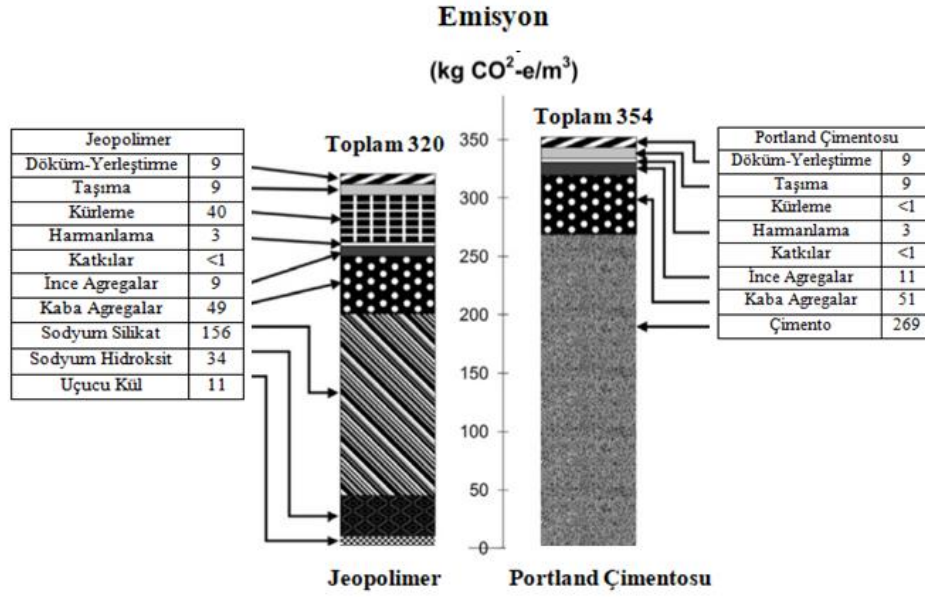 Emisyon
(kg CO²-e/m³)
Toplam 320
Toplam 354
Jeopolimer
Döküm-Yerleştirme 9
Taşıma 9
Kürleme 40
Harmanlama 3
Katkılar <1
İnce Agregalar 9
Kaba Agregalar 49
Sodyum Silikat 156
Sodyum Hidroksit 34
Uçucu Kül 11
350
300
250
200
150
100
50
0
Portland Çimentosu
Döküm-Yerleştirme 9
Taşıma 9
Kürleme <1
Harmanlama 3
Katkılar <1
İnce Agregalar 11
Kaba Agregalar 51
Çimento 269
Jeopolimer
Portland Çimentosu